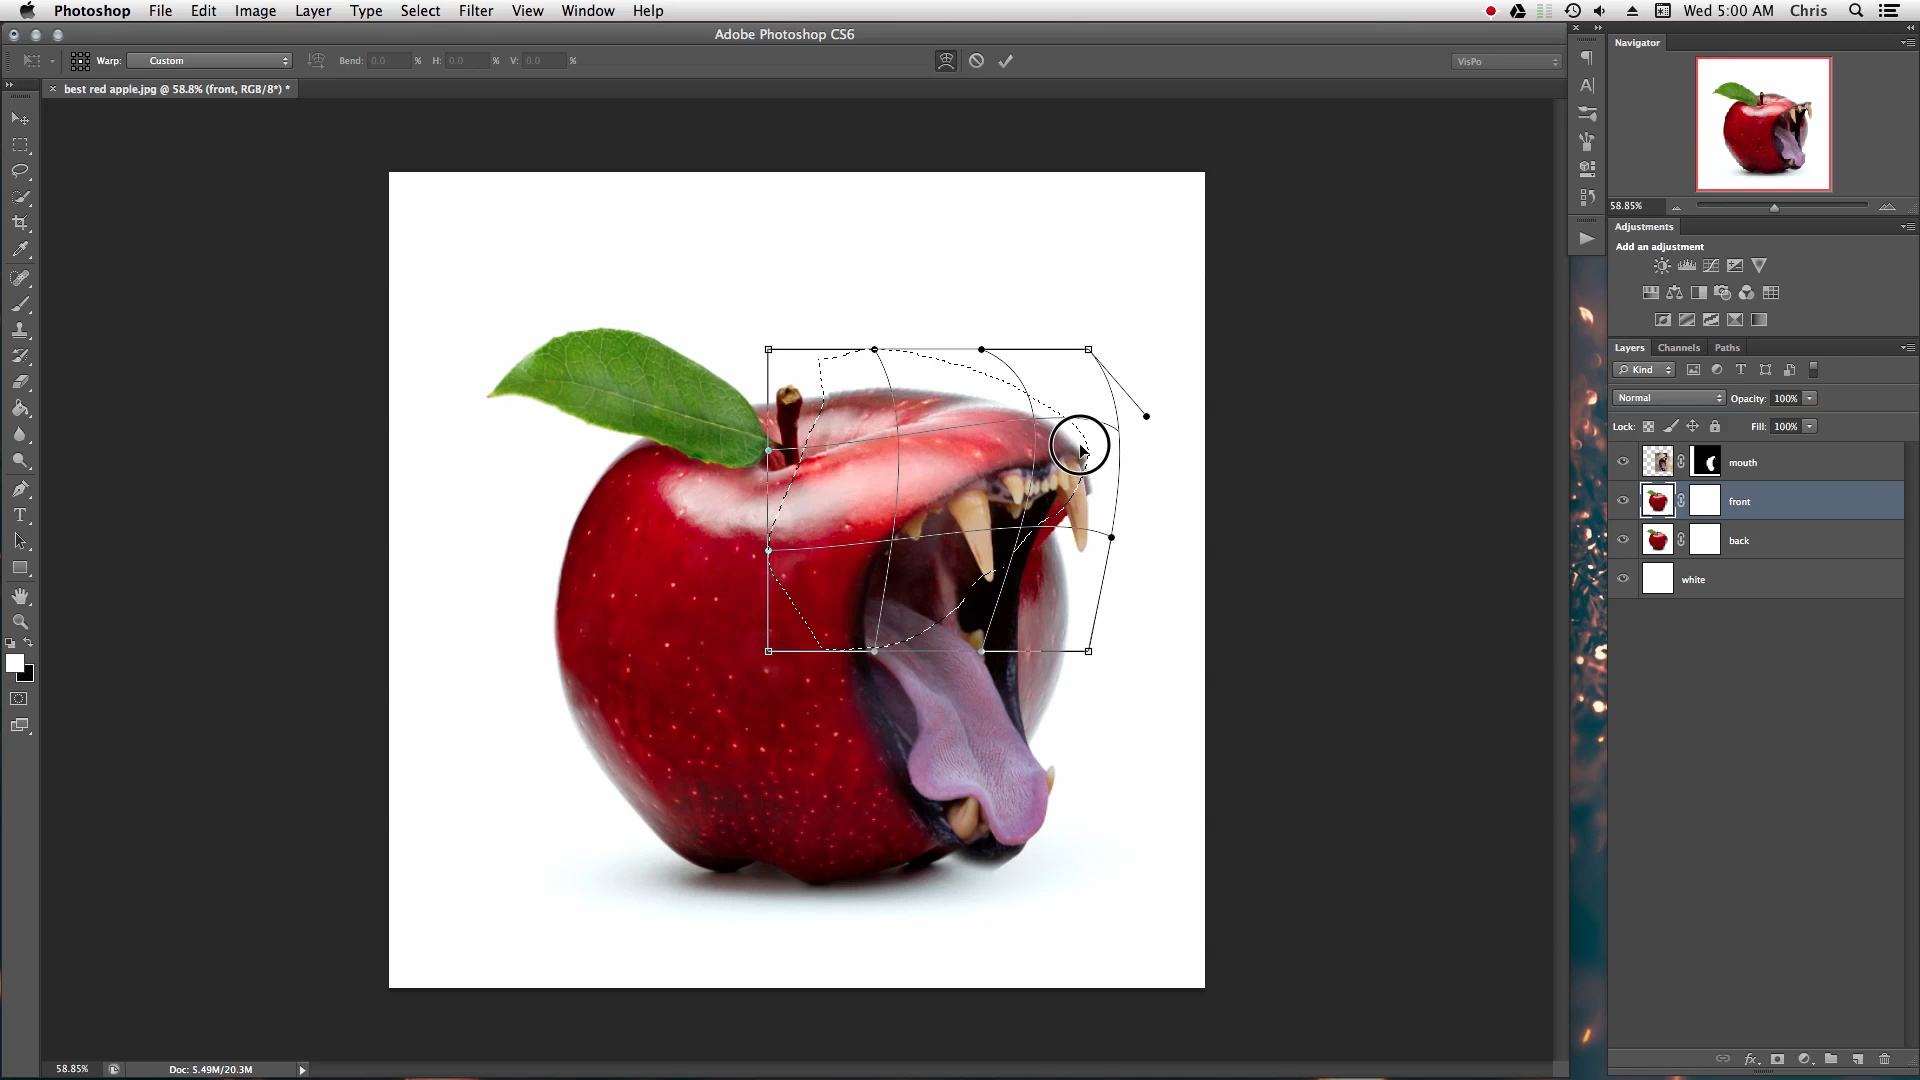 Photoshop File Edit Image Layer Type Select Filter View Window Help
Wed 5:00 AM Chris
Adobe Photoshop CS6
Warp: Custom Bend: 0.0 % H: 0.0 % V: 0.0 % VisPo
× best red apple.jpg @ 58.8% (front, RGB/8*) *
Navigator
58.85%
Adjustments
Add an adjustment
Layers Channels Paths
Kind
Normal Opacity: 100%
Lock: Fill: 100%
mouth
front
back
white
58.85% Doc: 5.49M/20.3M